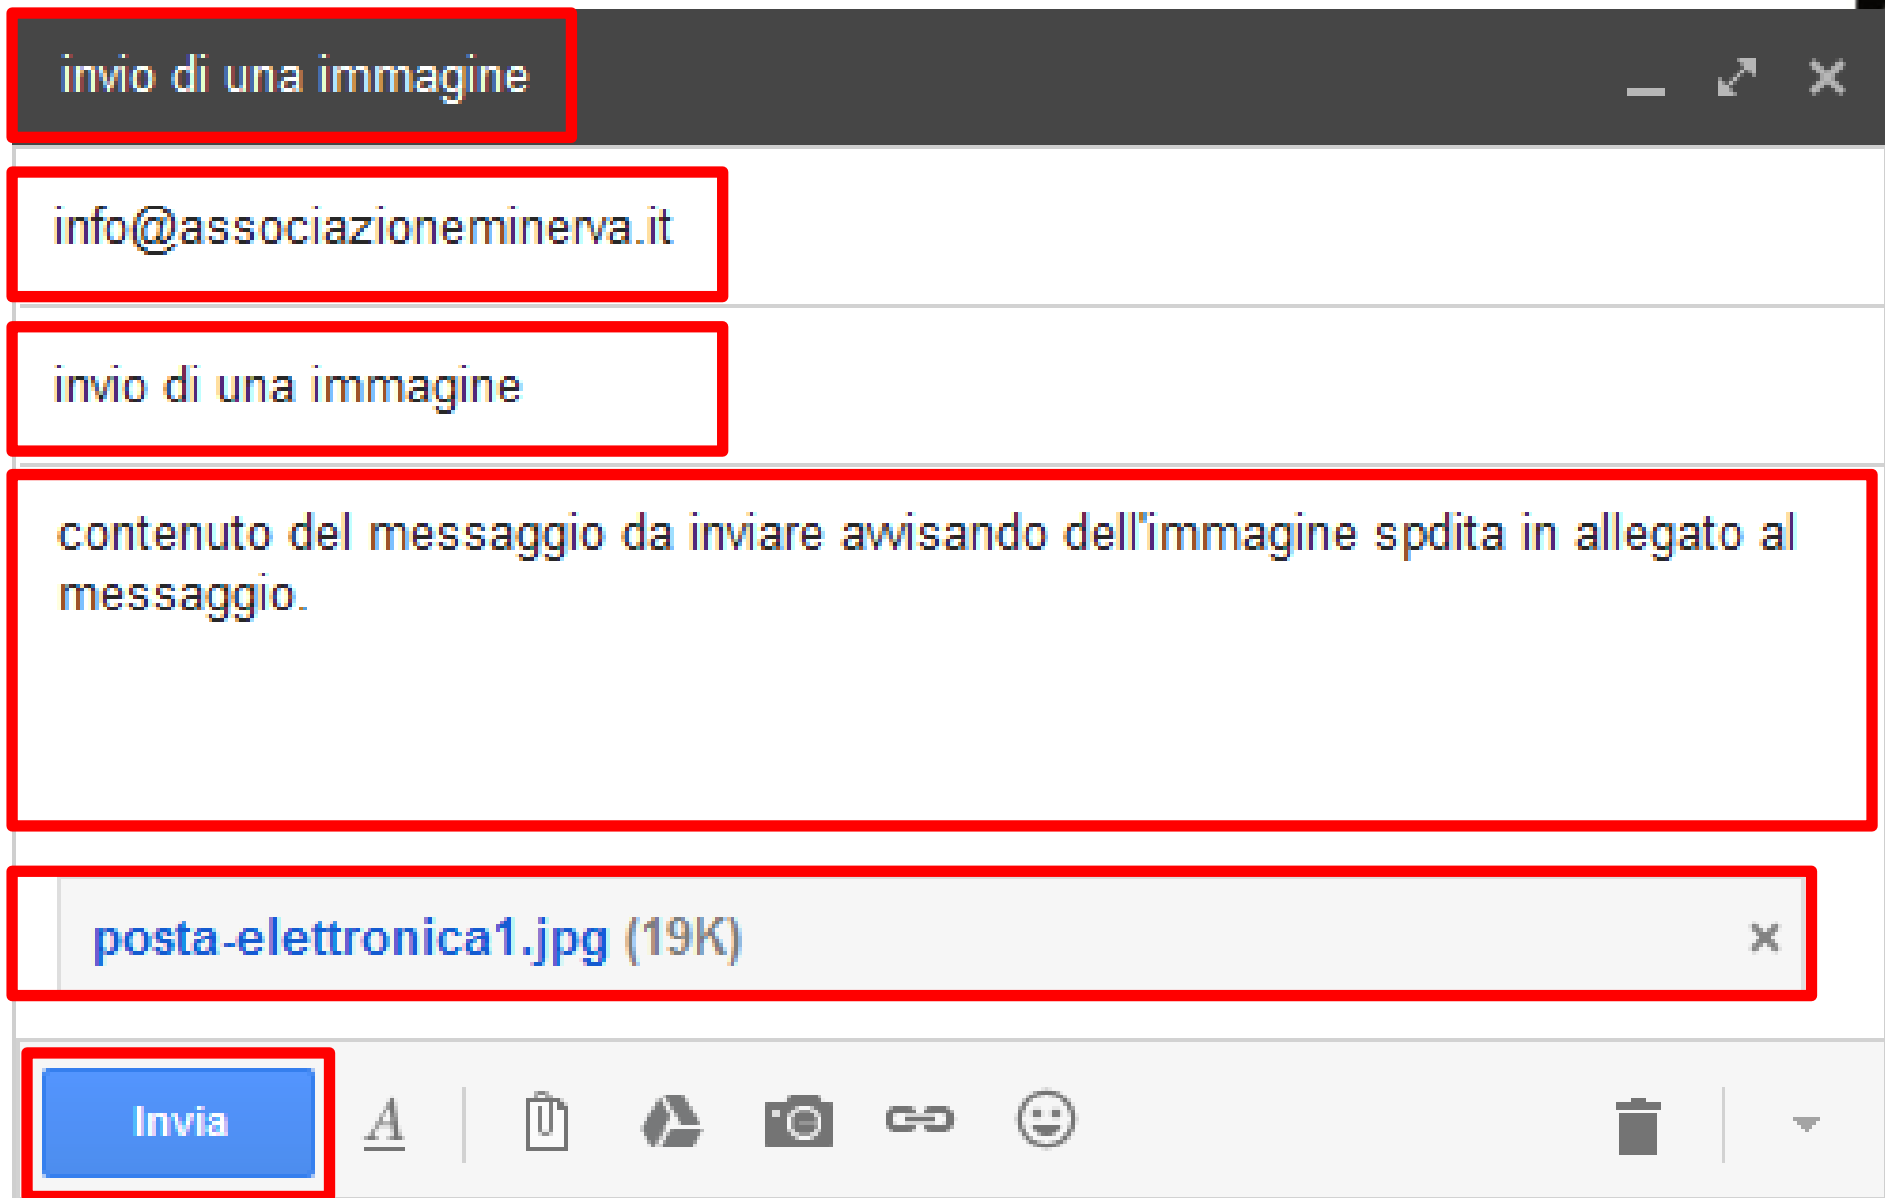 invio di una immagine
info@associazioneminerva.it
invio di una immagine
contenuto del messaggio da inviare avvisando dell'immagine spdita in allegato al
messaggio.
posta-elettronica1.jpg (19K)
Invia A